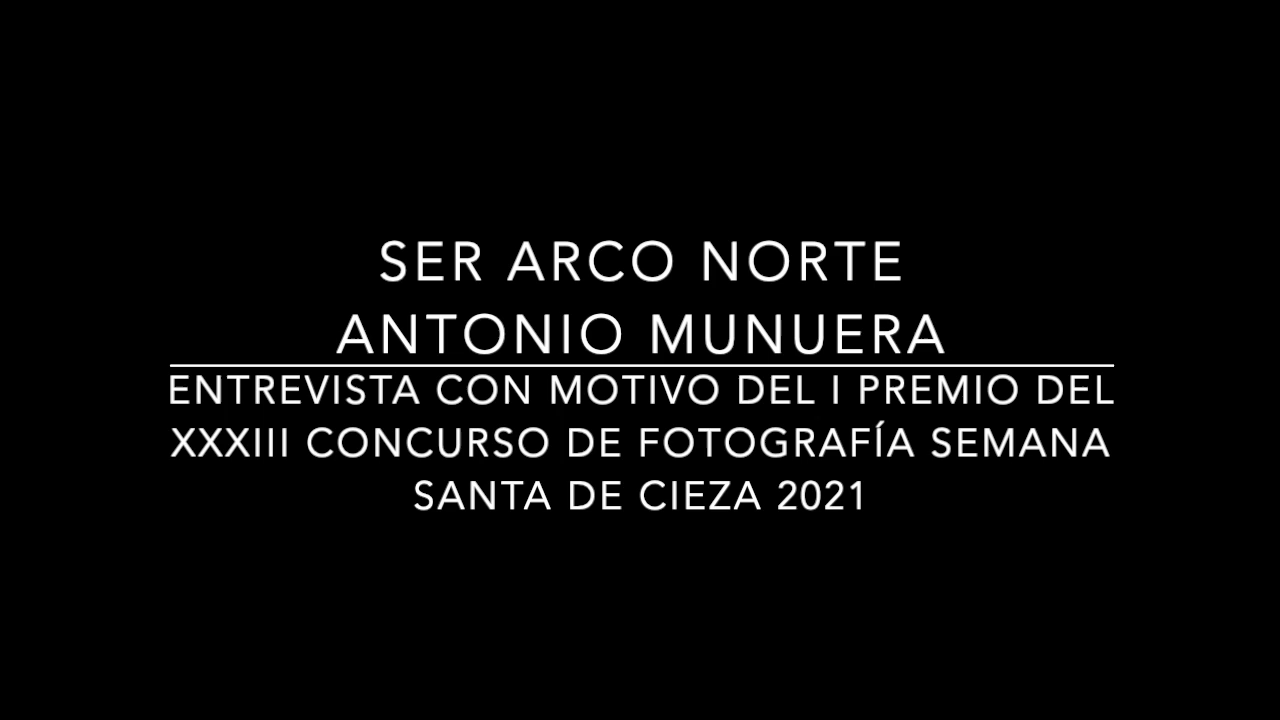 SER ARCO NORTE
ANTONIO MUNUERA
ENTREVISTA CON MOTIVO DEL I PREMIO DEL
XXXIII CONCURSO DE FOTOGRAFÍA SEMANA
SANTA DE CIEZA 2021